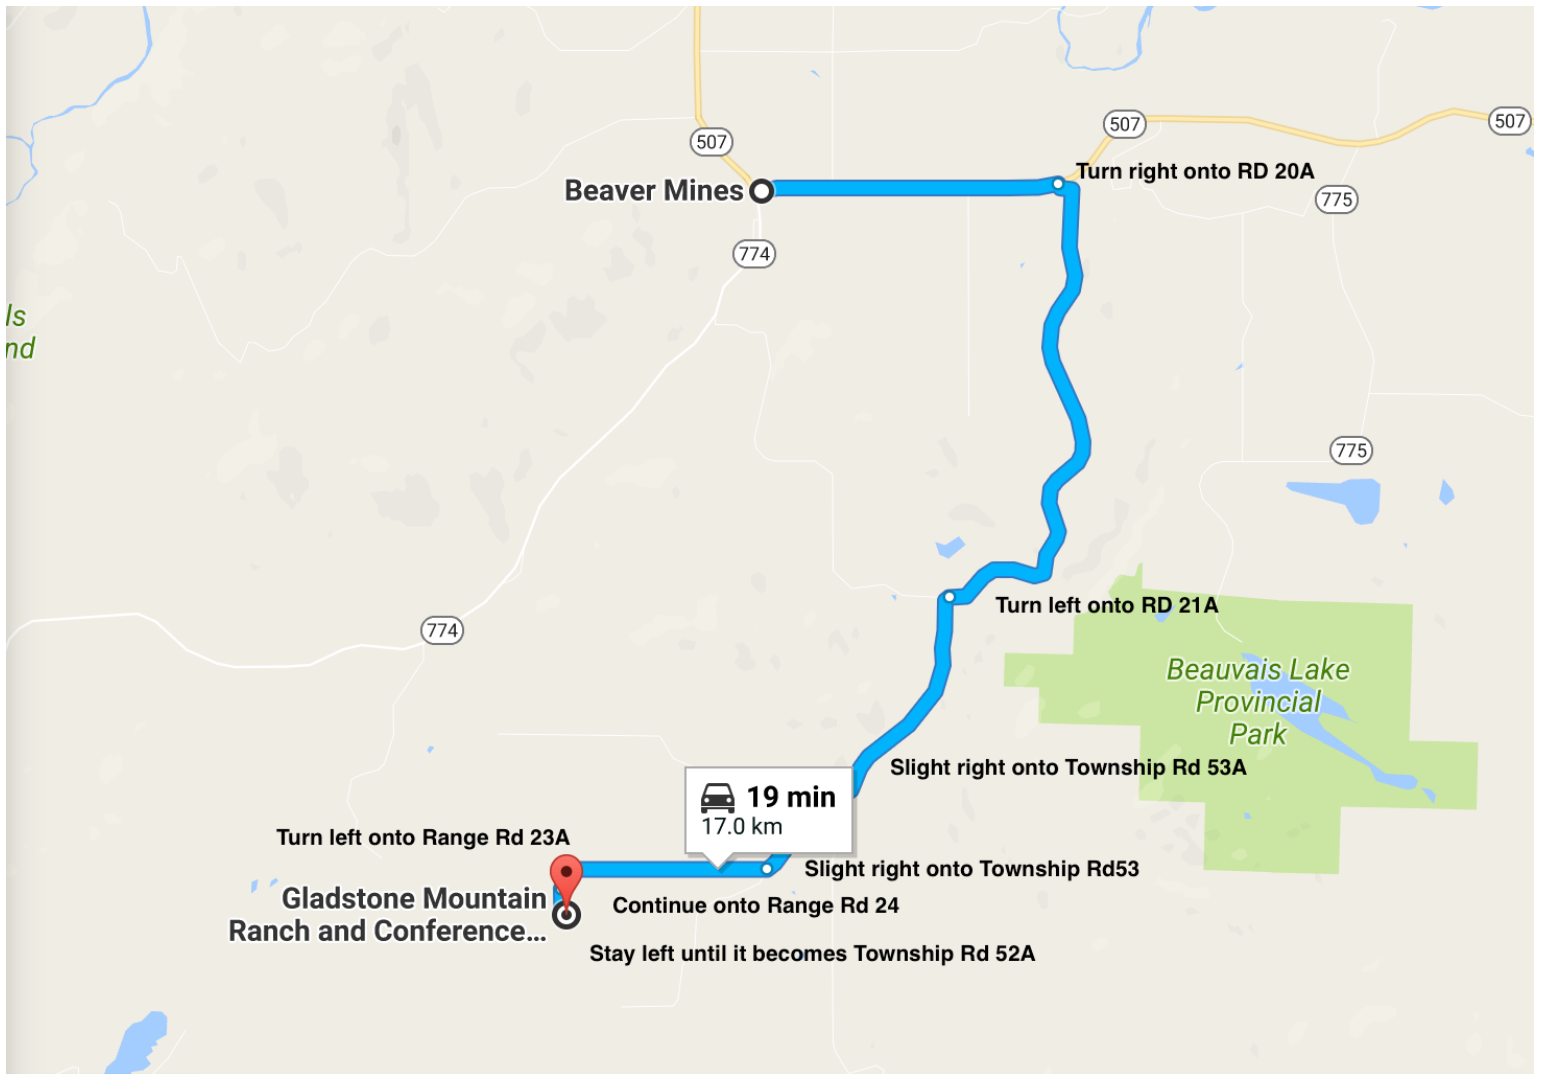 507
507
507
Turn right onto RD 20A
Beaver Mines
775
774
ls
nd
775
Turn left onto RD 21A
774
Beauvais Lake
Provincial
Park
Slight right onto Township Rd 53A
19 min
17.0 km
Turn left onto Range Rd 23A
Slight right onto Township Rd53
Gladstone Mountain
Ranch and Conference...
Continue onto Range Rd 24
Stay left until it becomes Township Rd 52A